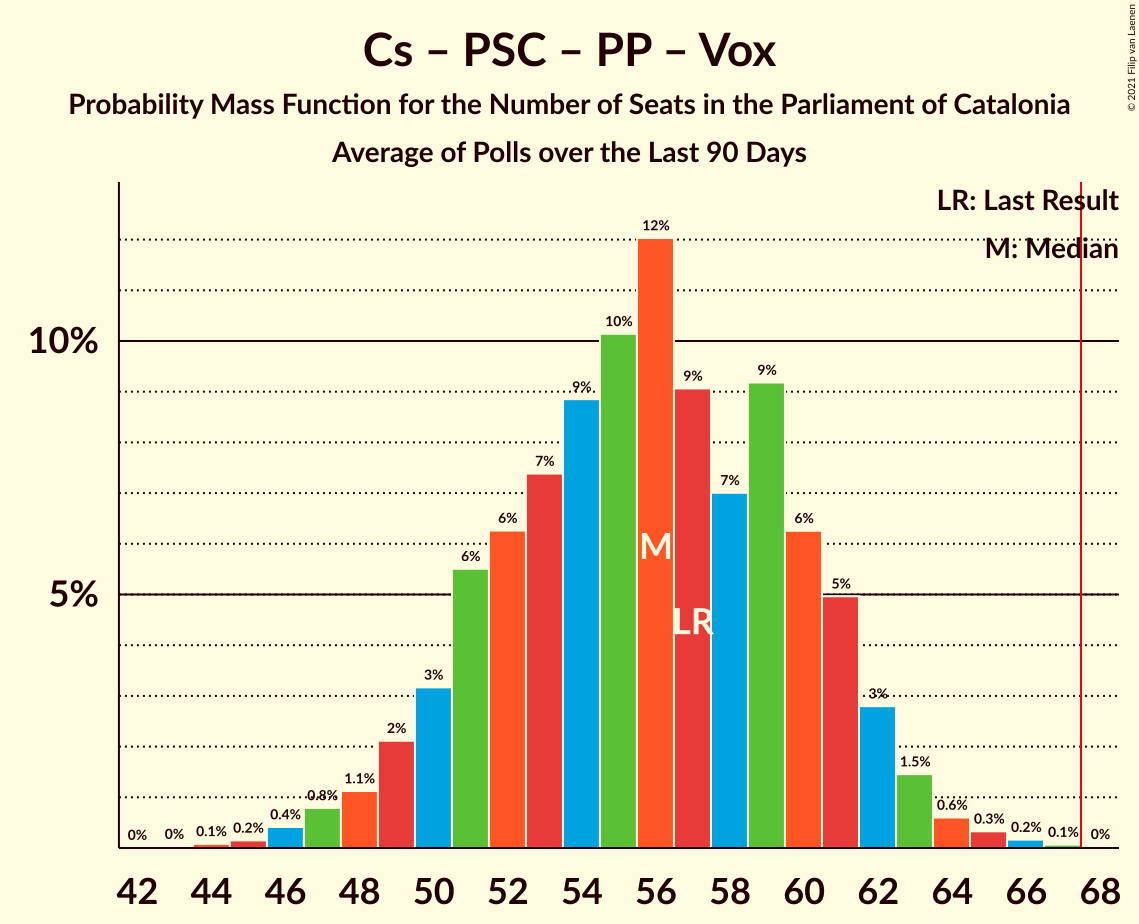 Cs – PSC – PP – Vox
Probability Mass Function for the Number of Seats in the Parliament of Catalonia
Average of Polls over the Last 90 Days
© 2021 Filip van Laenen
LR: Last Result
M: Median
10%
5%
0% 0% 0.1% 0.2% 0.4% 0.8% 1.1% 2% 3% 6% 6% 7% 9% 10% 12% 9% 7% 9% 6% 5% 3% 1.5% 0.6% 0.3% 0.2% 0.1% 0%
M
LR
42 44 46 48 50 52 54 56 58 60 62 64 66 68